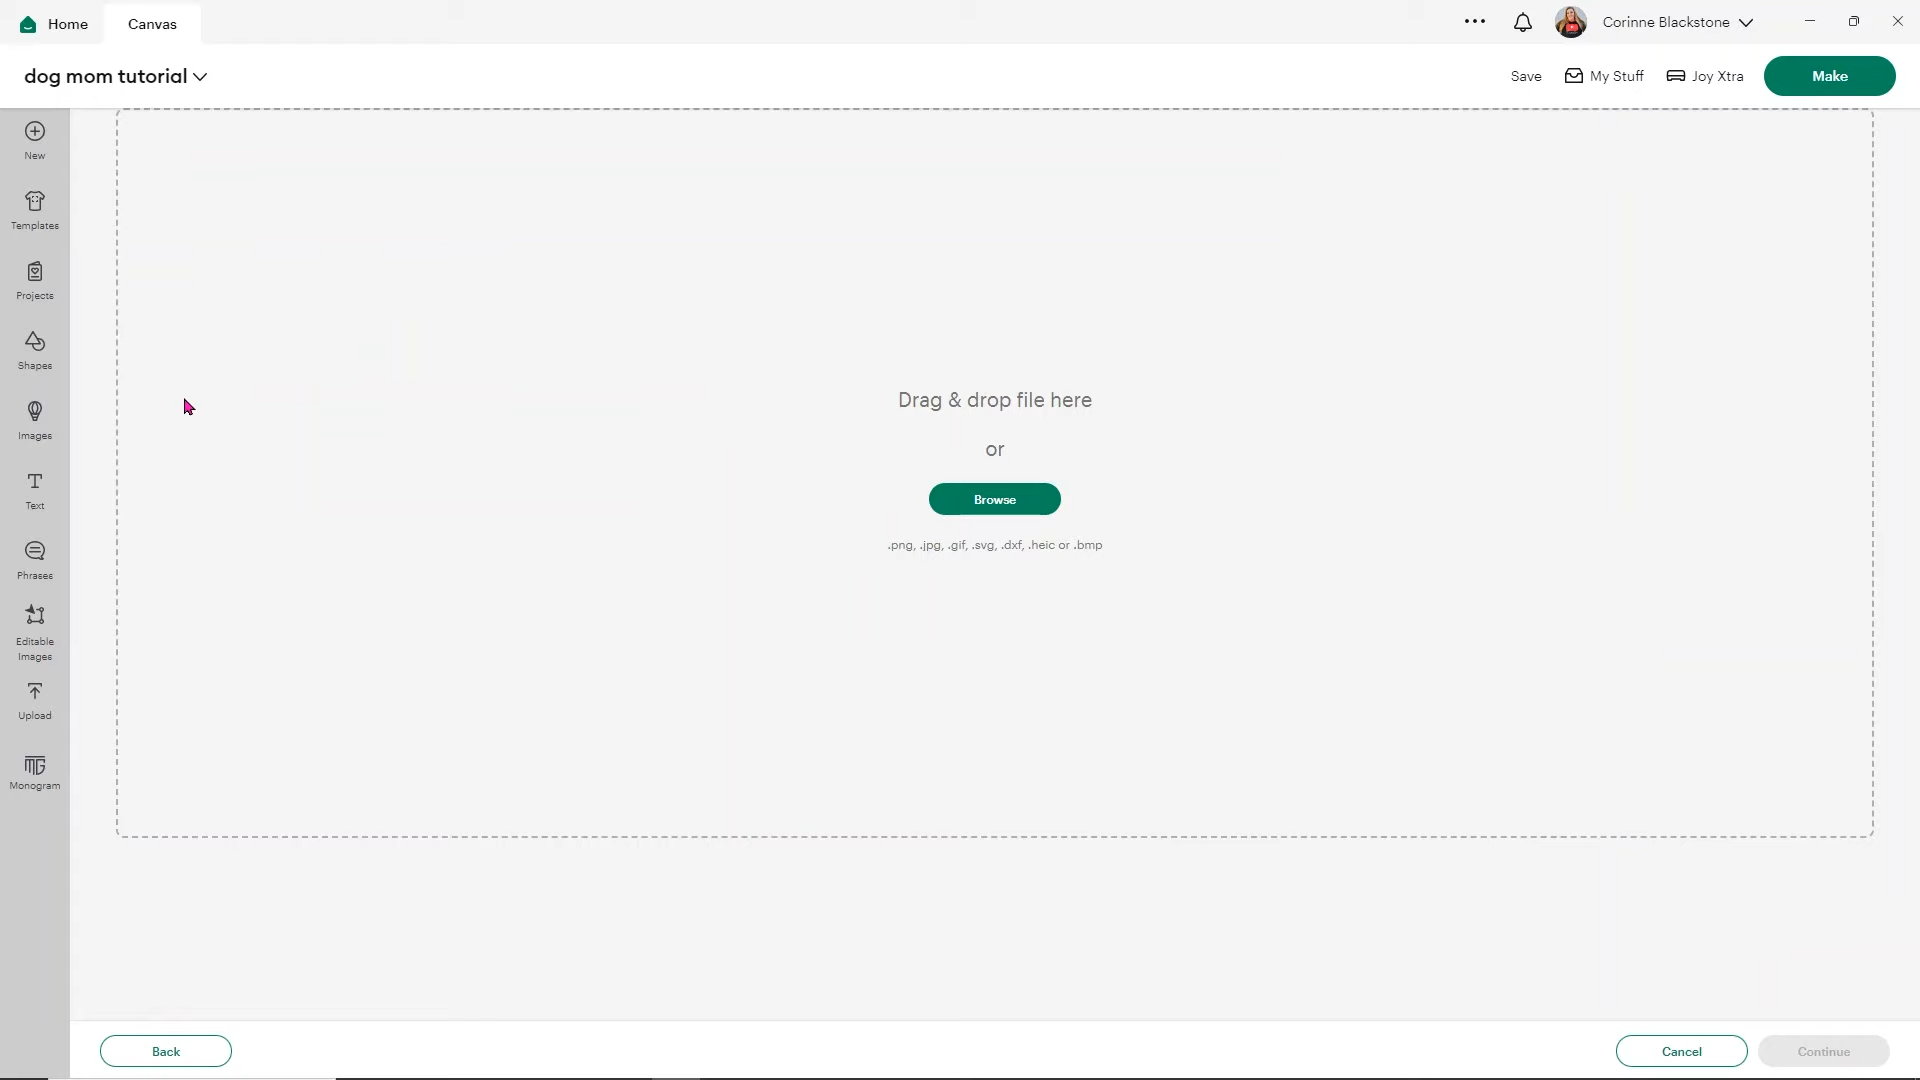 Home
Canvas
Corinne Blackstone
dog mom tutorial
Save
My Stuff
Joy Xtra
Make
New
Templates
Projects
Shapes
Images
Text
Phrases
Editable
Images
Upload
Monogram
Drag & drop file here
or
Browse
.png, .jpg, .gif, .svg, .dxf, .heic or .bmp
Back
Cancel
Continue